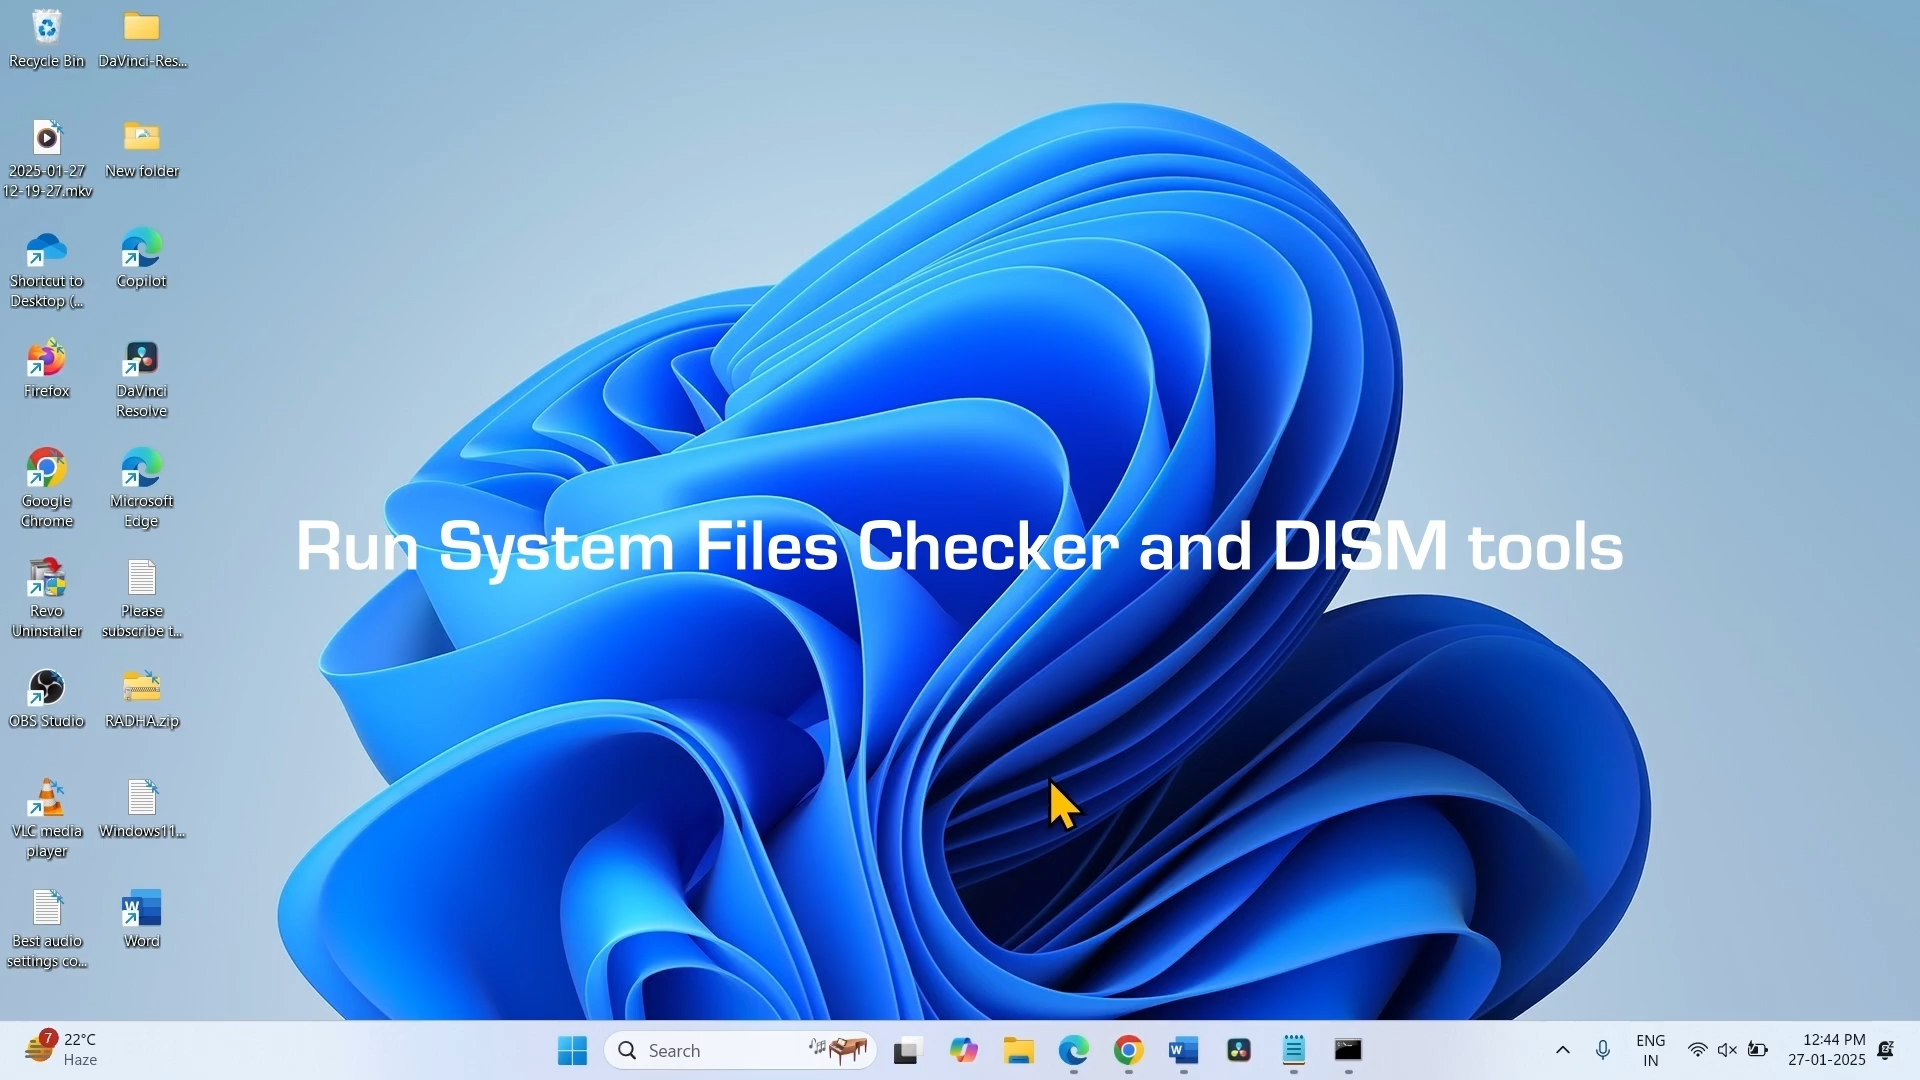 Recycle Bin
DaVinci-Res...
2025-01-27
12-19-27.mkv
New folder
Shortcut to
Desktop (...
Copilot
Firefox
DaVinci
Resolve
Google
Chrome
Microsoft
Edge
Run System Files Checker and DISM tools
Revo
Uninstaller
Please
subscribe t...
OBS Studio
RADHA.zip
VLC media
player
Windows11...
Best audio
settings co...
Word
7
22°C
Haze
Search
ENG
IN
12:44 PM
27-01-2025